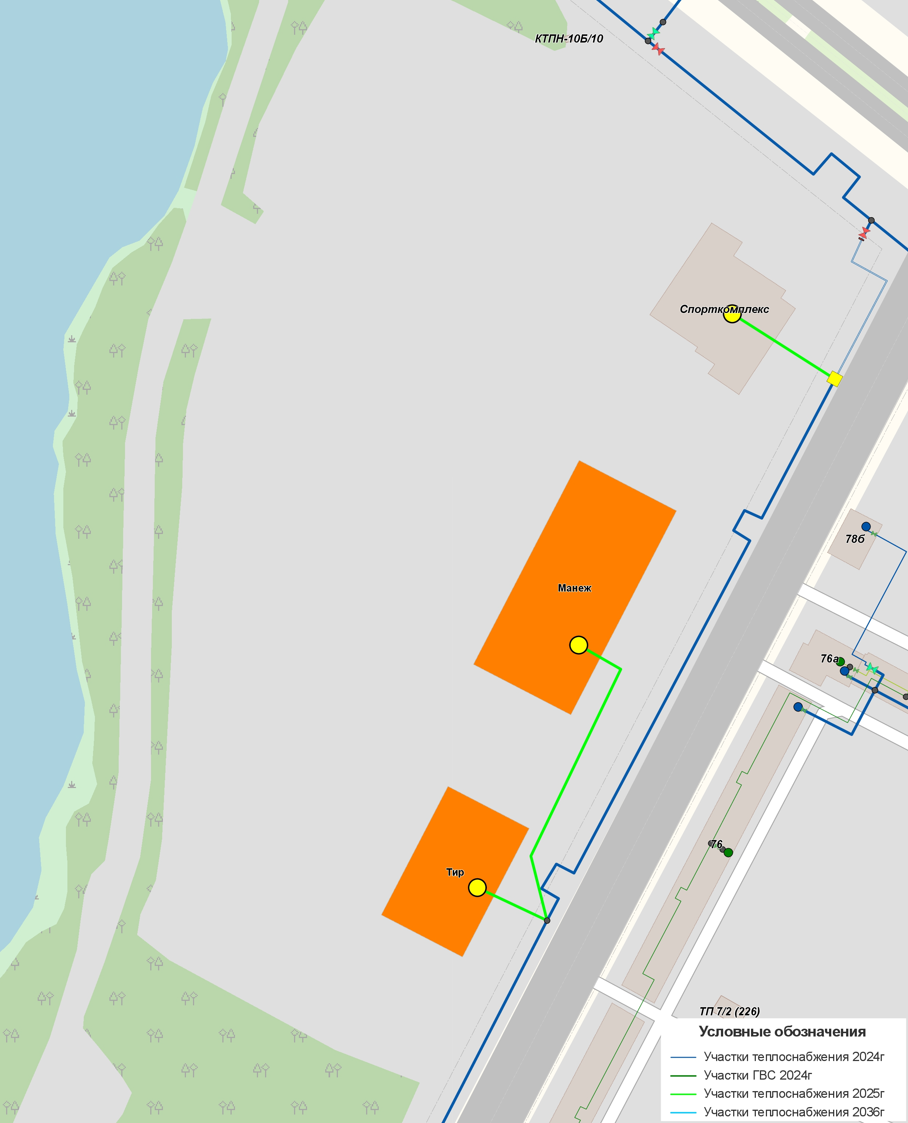 КТПН-10Б/10
Спорткомплекс
78б
Манеж
76а
76
Тир
ТП 7/2 (226)
Условные обозначения
Участки теплоснабжения 2024г
Участки ГВС 2024г
Участки теплоснабжения 2025г
Участки теплоснабжения 2036г